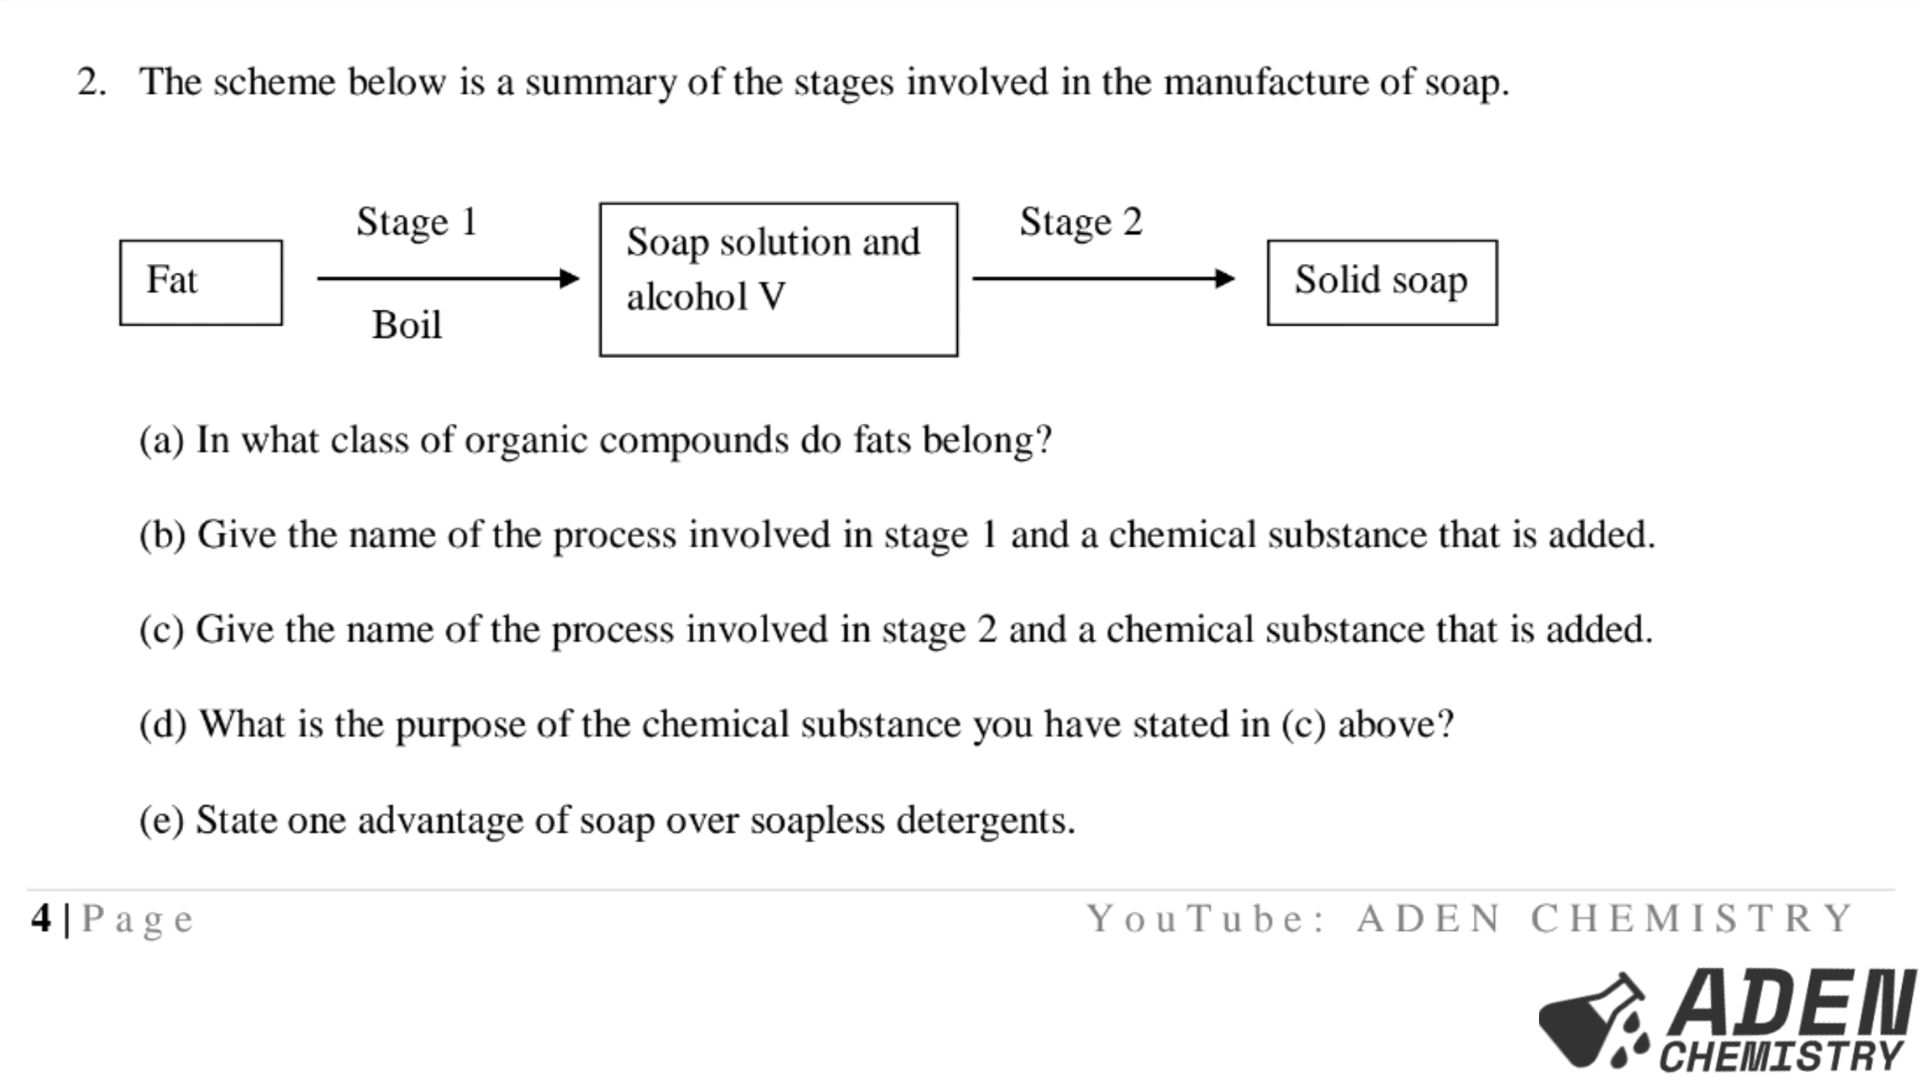 2. The scheme below is a summary of the stages involved in the manufacture of soap.
Stage 1
Stage 2
Fat
Soap solution and
alcohol V
Solid soap
Boil
(a) In what class of organic compounds do fats belong?
(b) Give the name of the process involved in stage 1 and a chemical substance that is added.
(c) Give the name of the process involved in stage 2 and a chemical substance that is added.
(d) What is the purpose of the chemical substance you have stated in (c) above?
(e) State one advantage of soap over soapless detergents.
4 | Page
YouTube: ADEN CHEMISTRY
ADEN
CHEMISTRY